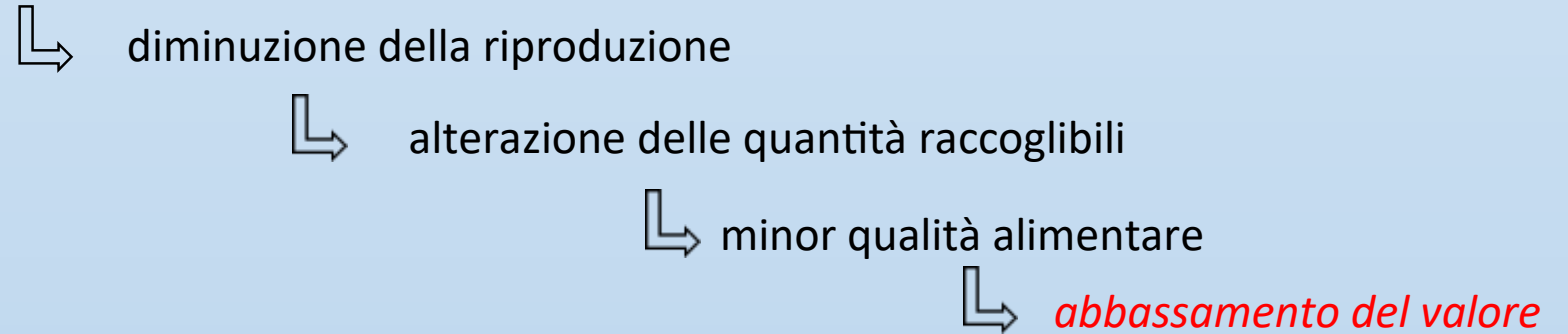 diminuzione della riproduzione
alterazione delle quantità raccoglibili
minor qualità alimentare
abbassamento del valore